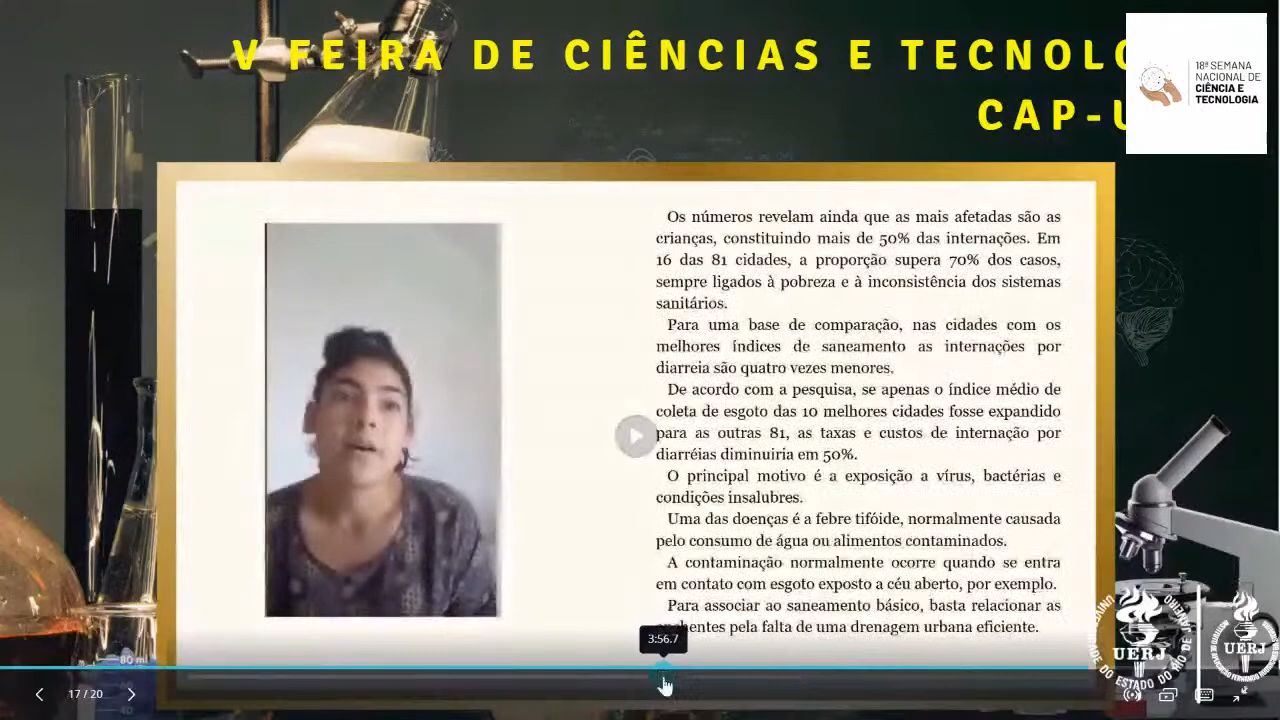 V FEIRA DE CIÊNCIAS E TECNOLO
CAP-U
18ª SEMANA
NACIONAL DE
CIÊNCIA E
TECNOLOGIA
Os números revelam ainda que as mais afetadas são as
crianças, constituindo mais de 50% das internações. Em
16 das 81 cidades, a proporção supera 70% dos casos,
sempre ligados à pobreza e à inconsistência dos sistemas
sanitários.
Para uma base de comparação, nas cidades com os
melhores índices de saneamento as internações por
diarreia são quatro vezes menores.
De acordo com a pesquisa, se apenas o índice médio de
coleta de esgoto das 10 melhores cidades fosse expandido
para as outras 81, as taxas e custos de internação por
diarréias diminuiria em 50%.
O principal motivo é a exposição a vírus, bactérias e
condições insalubres.
Uma das doenças é a febre tifóide, normalmente causada
pelo consumo de água ou alimentos contaminados.
A contaminação normalmente ocorre quando se entra
em contato com esgoto exposto a céu aberto, por exemplo.
Para associar ao saneamento básico, basta relacionar as
enchentes pela falta de uma drenagem urbana eficiente.
3:56.7
80 ml
17 / 20
UERJ
UERJ